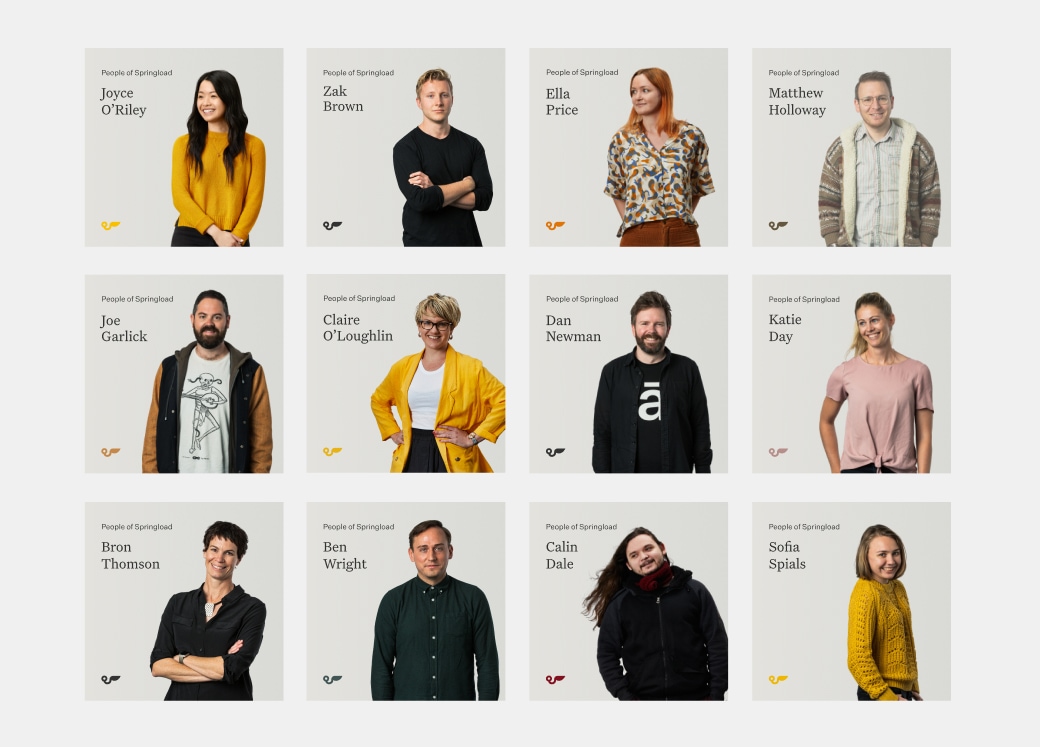 People of Springload
Joyce
O’Riley
People of Springload
Zak
Brown
People of Springload
Ella
Price
People of Springload
Matthew
Holloway
People of Springload
Joe
Garlick
People of Springload
Claire
O’Loughlin
People of Springload
Dan
Newman
ā
People of Springload
Katie
Day
People of Springload
Bron
Thomson
People of Springload
Ben
Wright
People of Springload
Calin
Dale
People of Springload
Sofia
Spials